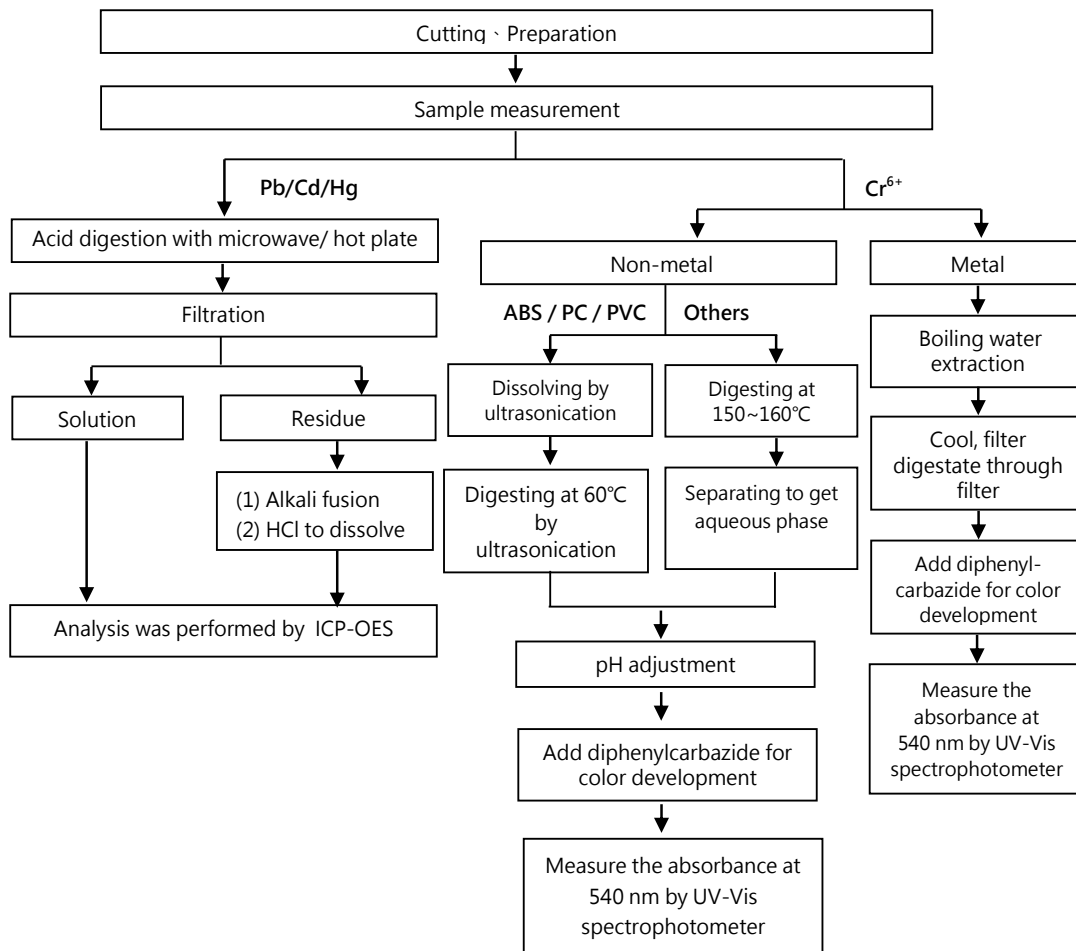 Cutting、Preparation
Sample measurement
Pb/Cd/Hg
Cr6+
Acid digestion with microwave/ hot plate
Filtration
Solution
Residue
(1) Alkali fusion
(2) HCl to dissolve
Analysis was performed by ICP-OES
Non-metal
ABS / PC / PVC
Others
Dissolving by
ultrasonication
Digesting at 60℃
by
ultrasonication
Digesting at
150~160℃
Separating to get
aqueous phase
pH adjustment
Add diphenylcarbazide for
color development
Measure the absorbance at
540 nm by UV-Vis
spectrophotometer
Metal
Boiling water
extraction
Cool, filter
digestate through
filter
Add diphenyl-
carbazide for color
development
Measure the
absorbance at
540 nm by UV-Vis
spectrophotometer